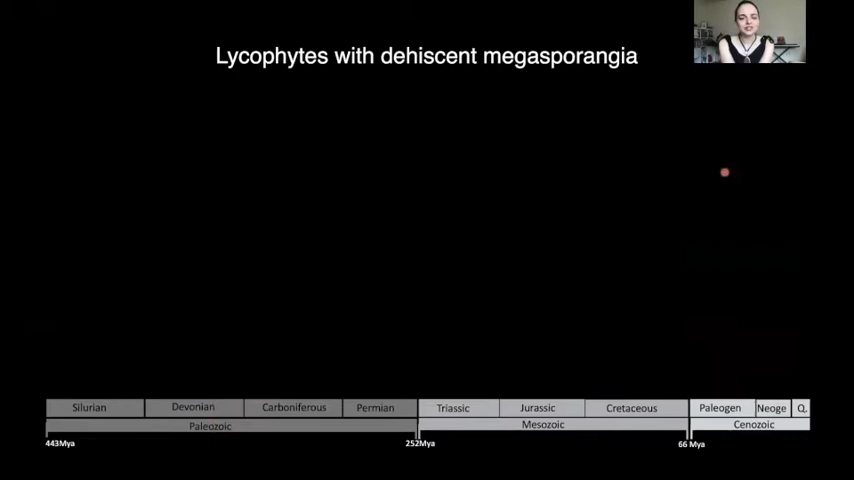 Lycophytes with dehiscent megasporangia
Silurian Devonian Carboniferous Permian Triassic Jurassic Cretaceous Paleogen Neoge Q.
Paleozoic Mesozoic Cenozoic
443Mya 252Mya 66 Mya